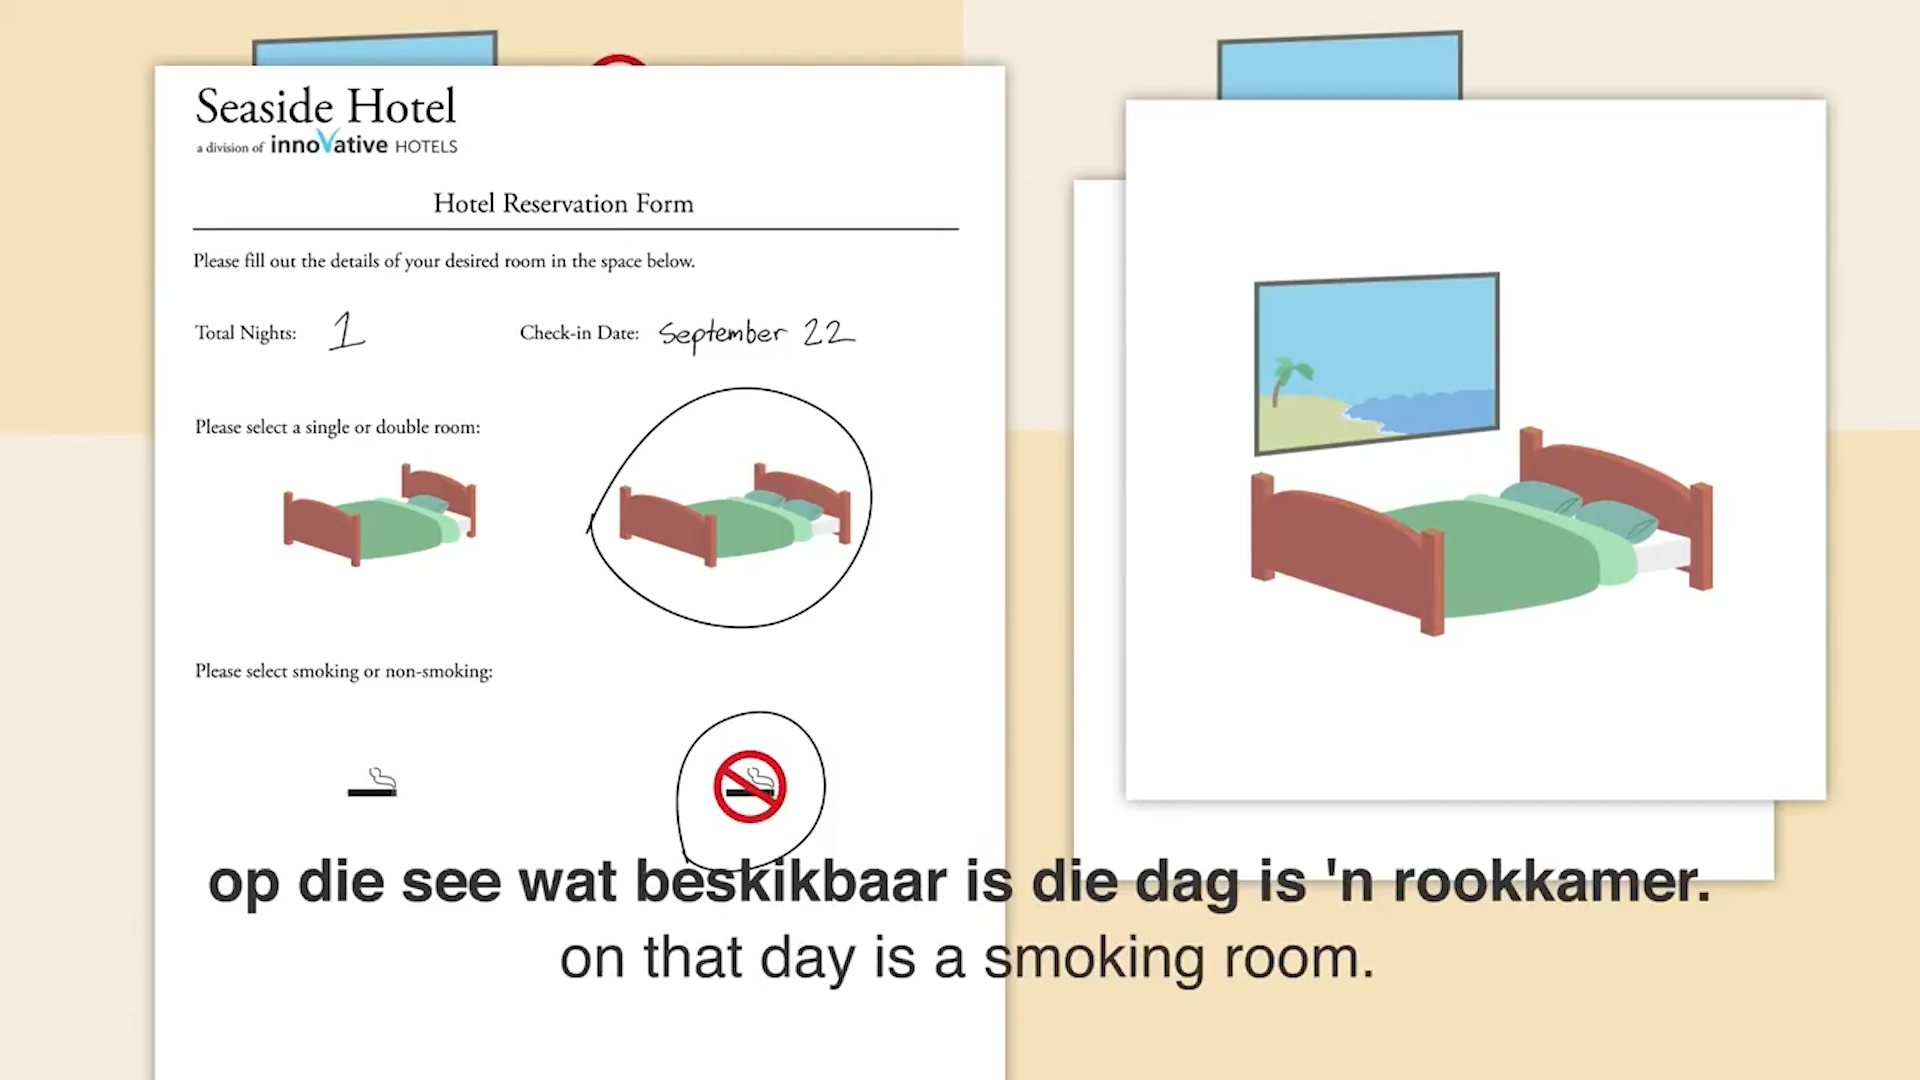 Seaside Hotel
a division of innovative HOTELS
Hotel Reservation Form
Please fill out the details of your desired room in the space below.
Total Nights: 1 Check-in Date: September 22
Please select a single or double room:
Please select smoking or non-smoking:
op die see wat beskikbaar is die dag is 'n rookkamer.
on that day is a smoking room.